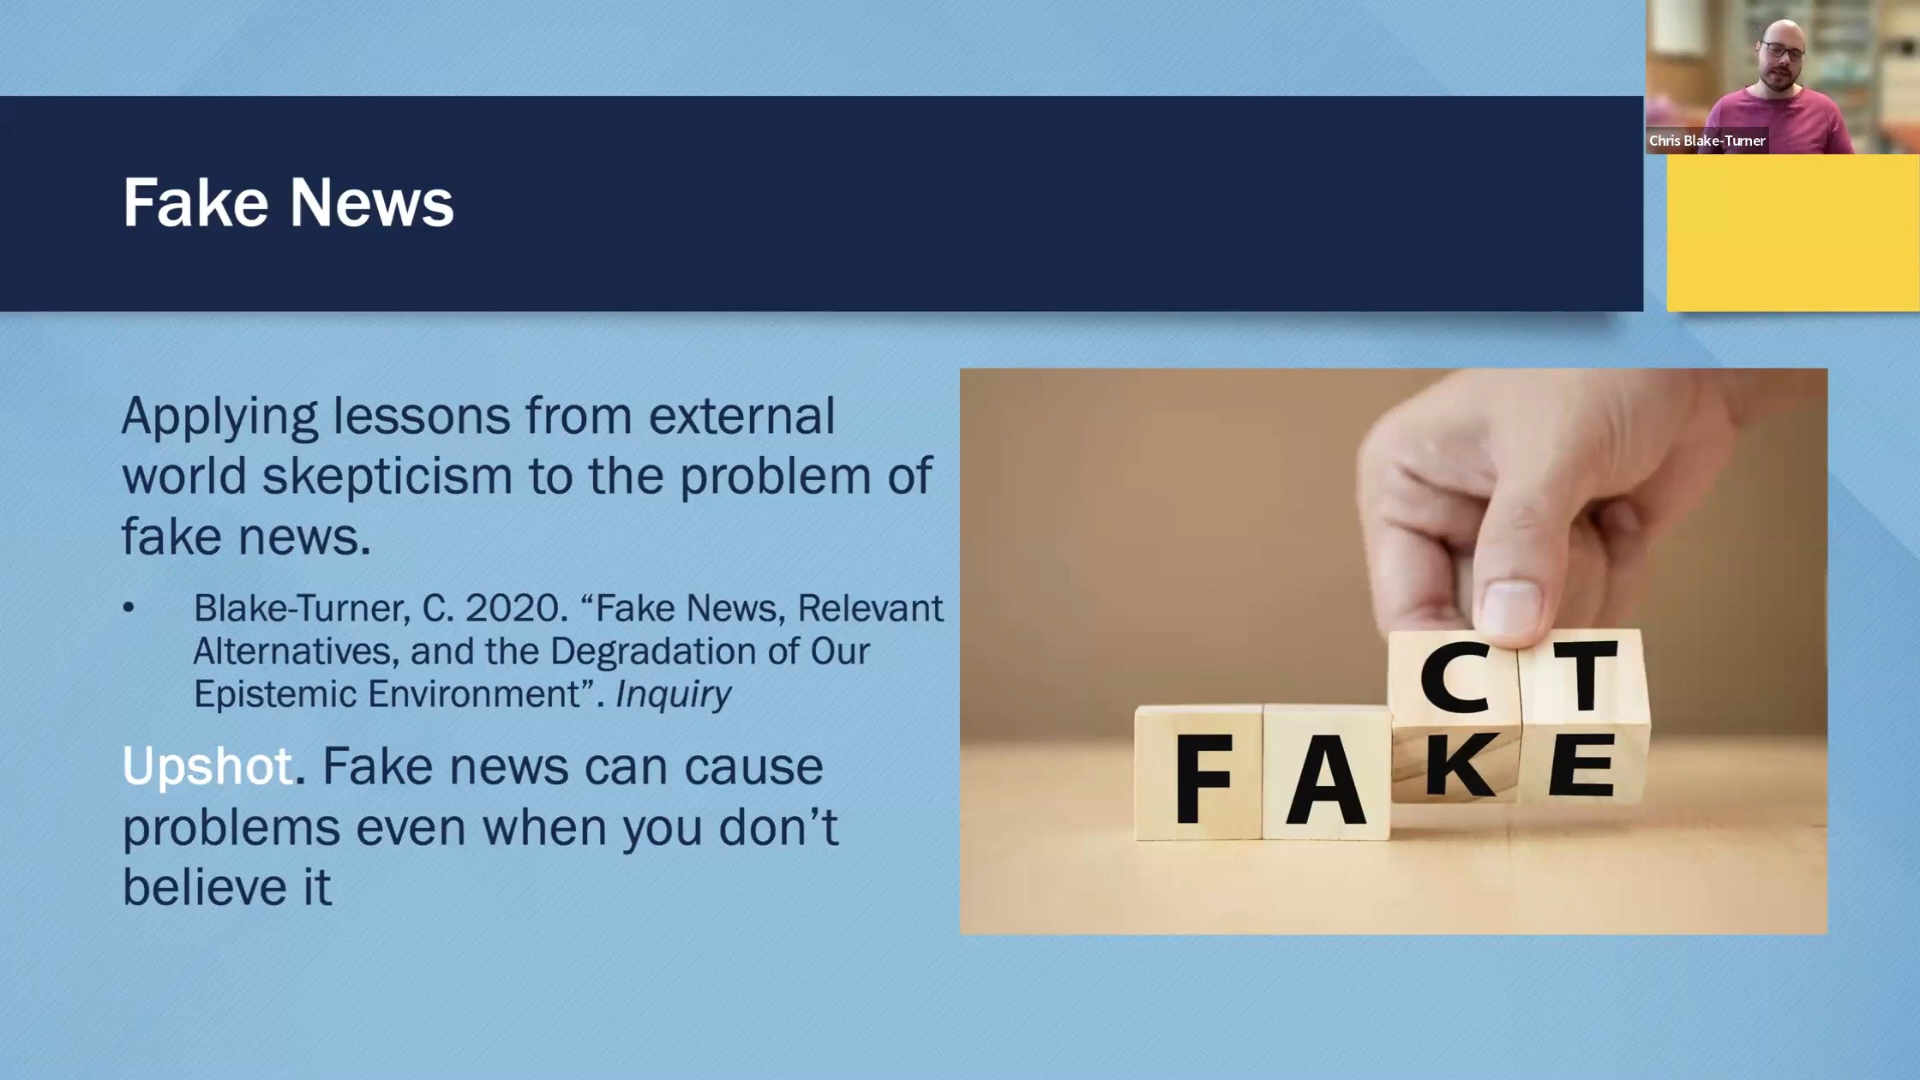 Chris Blake-Turner
Fake News
Applying lessons from external
world skepticism to the problem of
fake news.
• Blake-Turner, C. 2020. “Fake News, Relevant
Alternatives, and the Degradation of Our
Epistemic Environment”. Inquiry
Upshot. Fake news can cause
problems even when you don’t
believe it
C T
F A K E